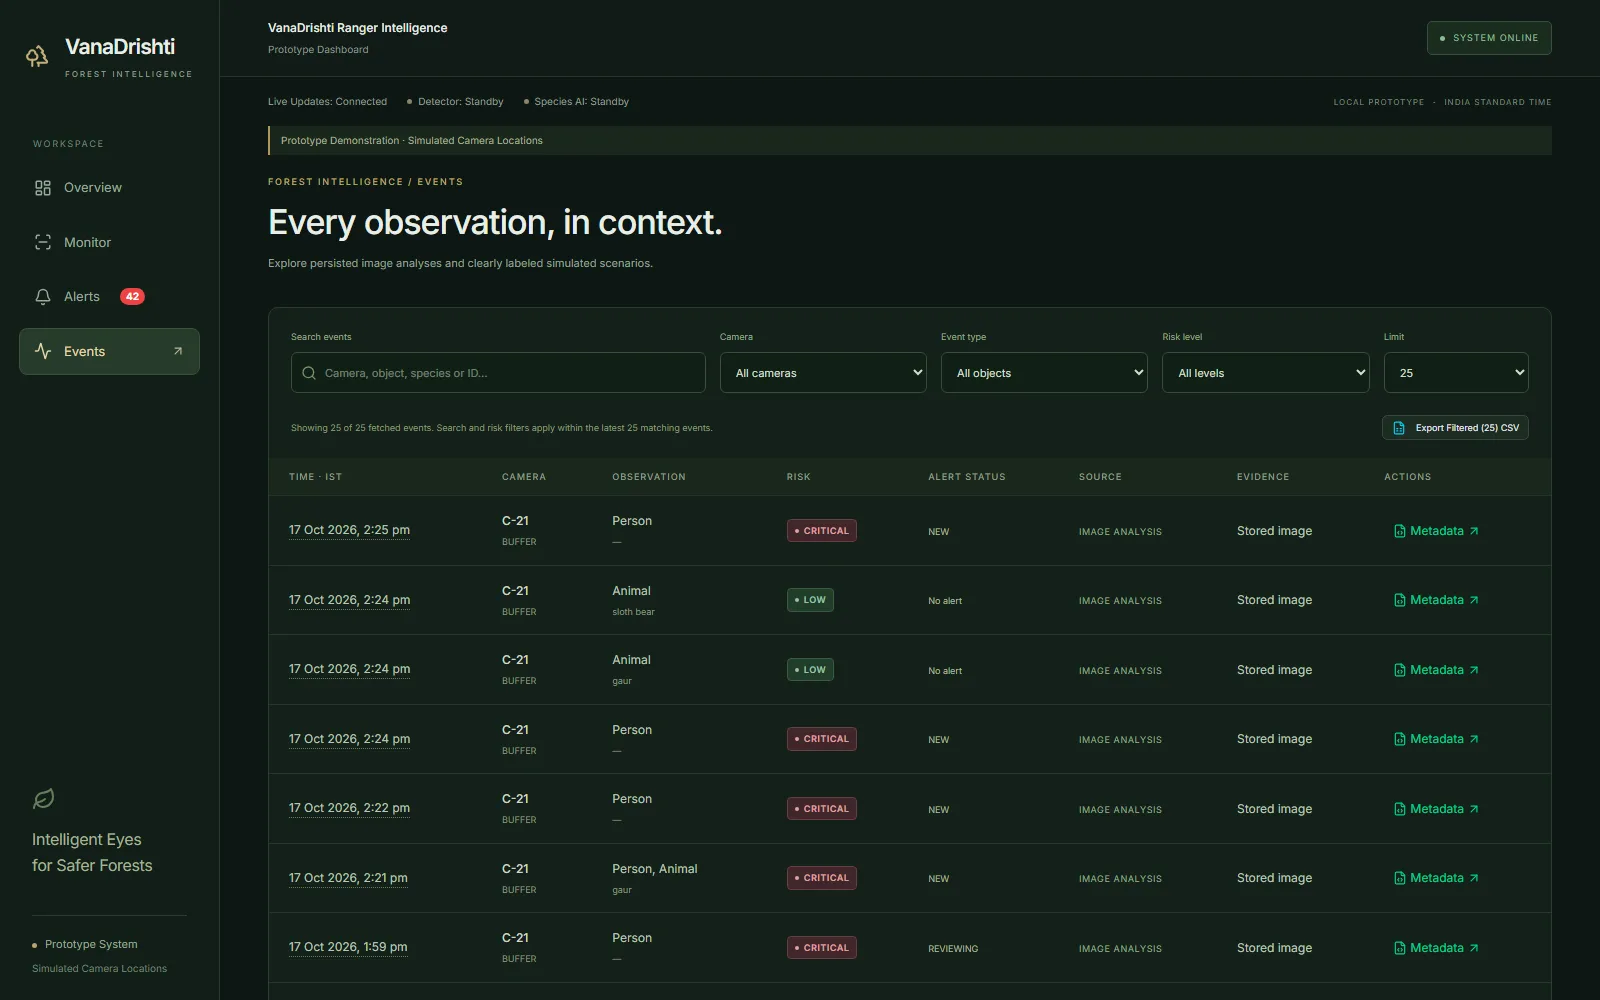 VanaDrishti
FOREST INTELLIGENCE
WORKSPACE
Overview
Monitor
Alerts 42
Events
Intelligent Eyes
for Safer Forests
Prototype System
Simulated Camera Locations
VanaDrishti Ranger Intelligence
Prototype Dashboard
SYSTEM ONLINE
Live Updates: Connected Detector: Standby Species AI: Standby
LOCAL PROTOTYPE - INDIA STANDARD TIME
Prototype Demonstration · Simulated Camera Locations
FOREST INTELLIGENCE / EVENTS
Every observation, in context.
Explore persisted image analyses and clearly labeled simulated scenarios.
Search events Camera Event type Risk level Limit
Camera, object, species or ID... All cameras All objects All levels 25
Showing 25 of 25 fetched events. Search and risk filters apply within the latest 25 matching events.
Export Filtered (25) CSV
TIME · IST CAMERA OBSERVATION RISK ALERT STATUS SOURCE EVIDENCE ACTIONS
17 Oct 2026, 2:25 pm C-21 Person CRITICAL NEW IMAGE ANALYSIS Stored image Metadata
BUFFER —
17 Oct 2026, 2:24 pm C-21 Animal LOW No alert IMAGE ANALYSIS Stored image Metadata
BUFFER sloth bear
17 Oct 2026, 2:24 pm C-21 Animal LOW No alert IMAGE ANALYSIS Stored image Metadata
BUFFER gaur
17 Oct 2026, 2:24 pm C-21 Person CRITICAL NEW IMAGE ANALYSIS Stored image Metadata
BUFFER —
17 Oct 2026, 2:22 pm C-21 Person CRITICAL NEW IMAGE ANALYSIS Stored image Metadata
BUFFER —
17 Oct 2026, 2:21 pm C-21 Person, Animal CRITICAL NEW IMAGE ANALYSIS Stored image Metadata
BUFFER gaur
17 Oct 2026, 1:59 pm C-21 Person CRITICAL REVIEWING IMAGE ANALYSIS Stored image Metadata
BUFFER —